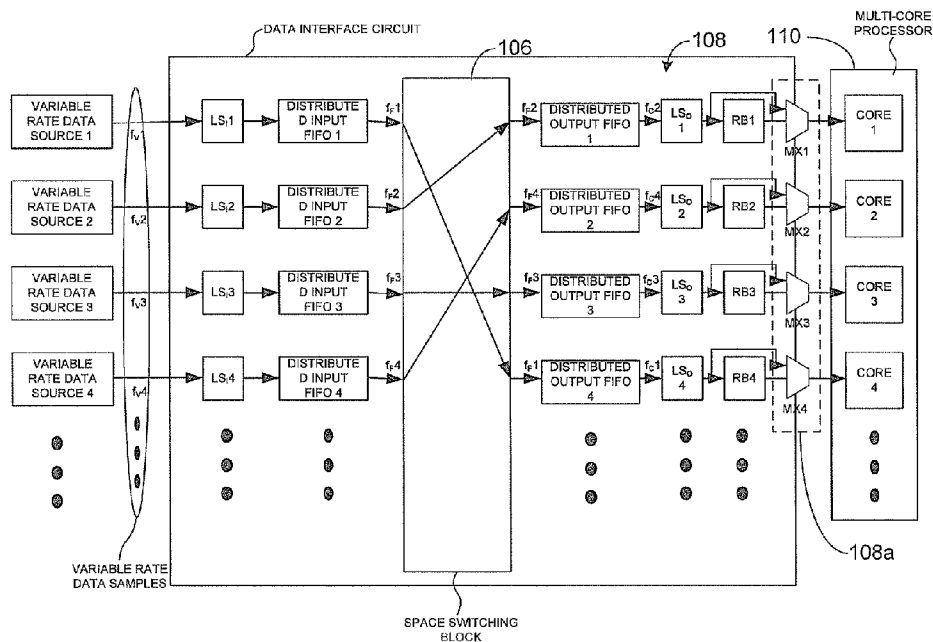 DATA INTERFACE CIRCUIT
MULTI-CORE
PROCESSOR
106
108
110
VARIABLE
RATE DATA
SOURCE 1
fv1
LSI1
DISTRIBUTE
D INPUT
FIFO 1
fF1
fF2
DISTRIBUTED
OUTPUT FIFO
1
fC2
LSO
1
RB1
MX1
CORE
1
VARIABLE
RATE DATA
SOURCE 2
fv2
LSI2
DISTRIBUTE
D INPUT
FIFO 2
fF2
fF4
DISTRIBUTED
OUTPUT FIFO
2
fC4
LSO
2
RB2
MX2
CORE
2
VARIABLE
RATE DATA
SOURCE 3
fv3
LSI3
DISTRIBUTE
D INPUT
FIFO 3
fF3
fF3
DISTRIBUTED
OUTPUT FIFO
3
fC3
LSO
3
RB3
MX3
CORE
3
VARIABLE
RATE DATA
SOURCE 4
fv4
LSI4
DISTRIBUTE
D INPUT
FIFO 4
fF4
fF1
DISTRIBUTED
OUTPUT FIFO
4
fC1
LSO
4
RB4
MX4
CORE
4
108a
VARIABLE RATE
DATA SAMPLES
SPACE SWITCHING
BLOCK